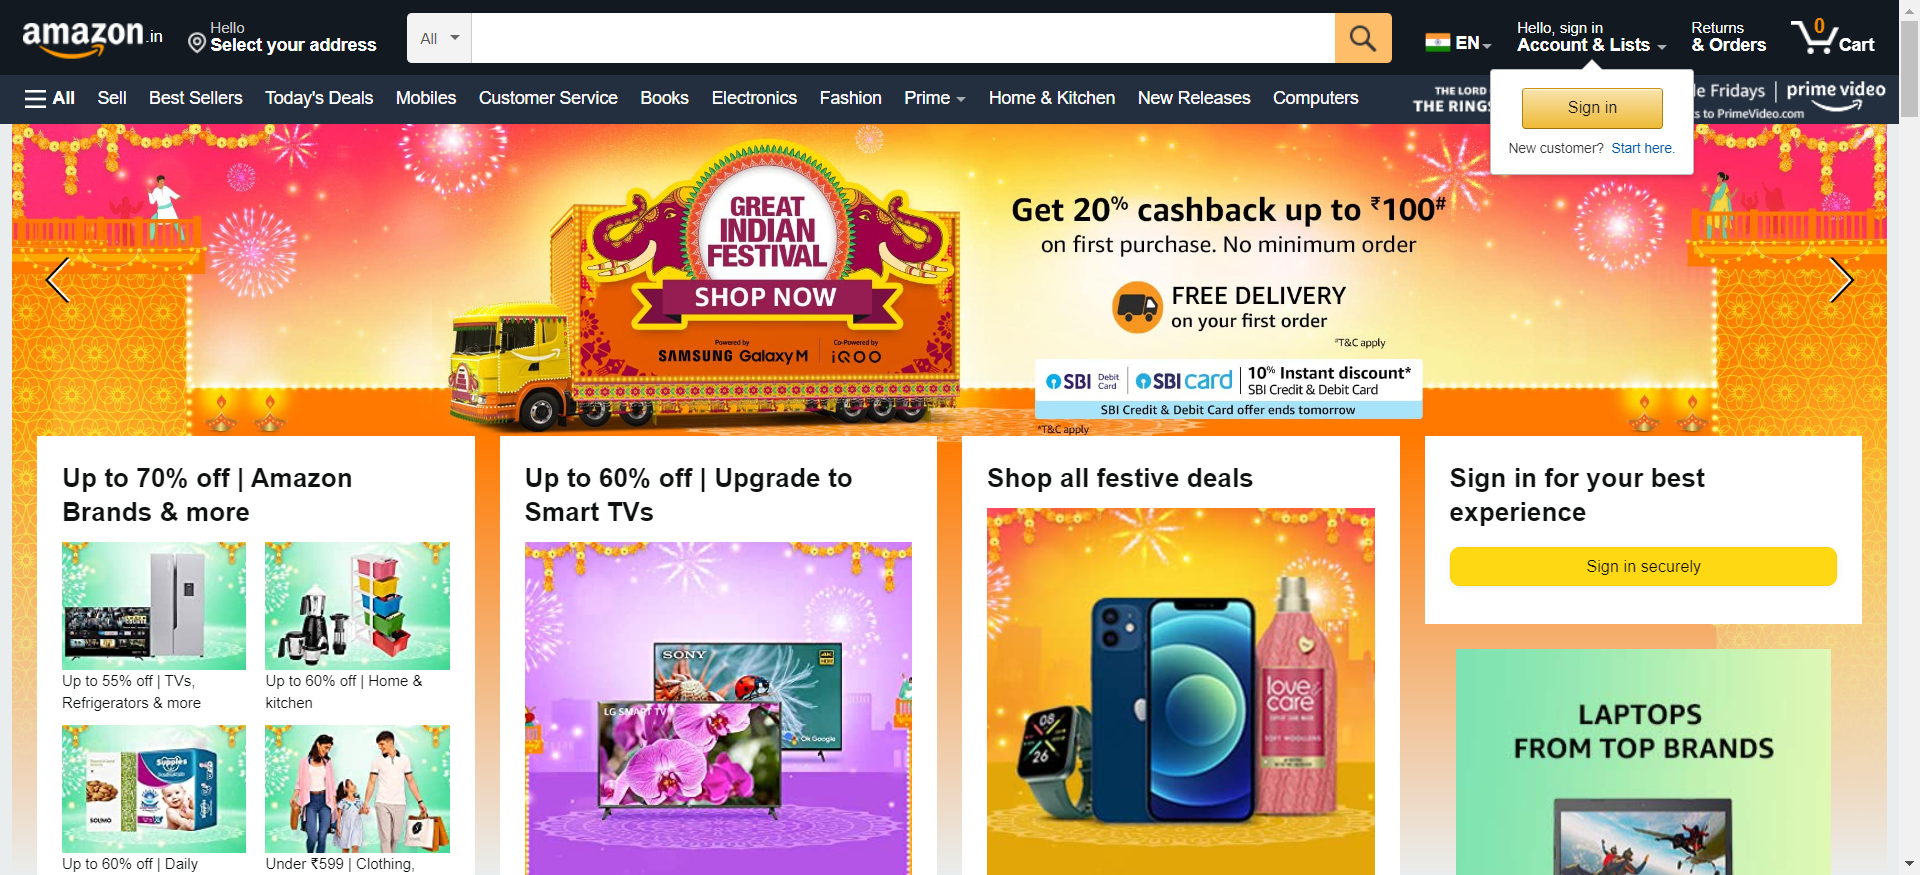 amazon.in
Hello
Select your address
All
EN
Hello, sign in
Account & Lists
Returns
& Orders
0
Cart
All
Sell
Best Sellers
Today's Deals
Mobiles
Customer Service
Books
Electronics
Fashion
Prime
Home & Kitchen
New Releases
Computers
THE LORD
THE RINGS
Fridays
prime video
to PrimeVideo.com
Sign in
New customer? Start here.
GREAT
INDIAN
FESTIVAL
SHOP NOW
Powered by
SAMSUNG Galaxy M
Co-Powered by
iQOO
Get 20% cashback up to ₹100#
on first purchase. No minimum order
FREE DELIVERY
on your first order
#T&C apply
SBI Debit Card
SBI card
10% Instant discount*
SBI Credit & Debit Card
SBI Credit & Debit Card offer ends tomorrow
*T&C apply
Up to 70% off | Amazon
Brands & more
Up to 55% off | TVs,
Refrigerators & more
Up to 60% off | Home &
kitchen
Supples
SOLIMO
Up to 60% off | Daily
Under ₹599 | Clothing,
Up to 60% off | Upgrade to
Smart TVs
SONY
4K
HDR
LG SMART TV
Ok Google
Shop all festive deals
08
26
love &
care
Sign in for your best
experience
Sign in securely
LAPTOPS
FROM TOP BRANDS